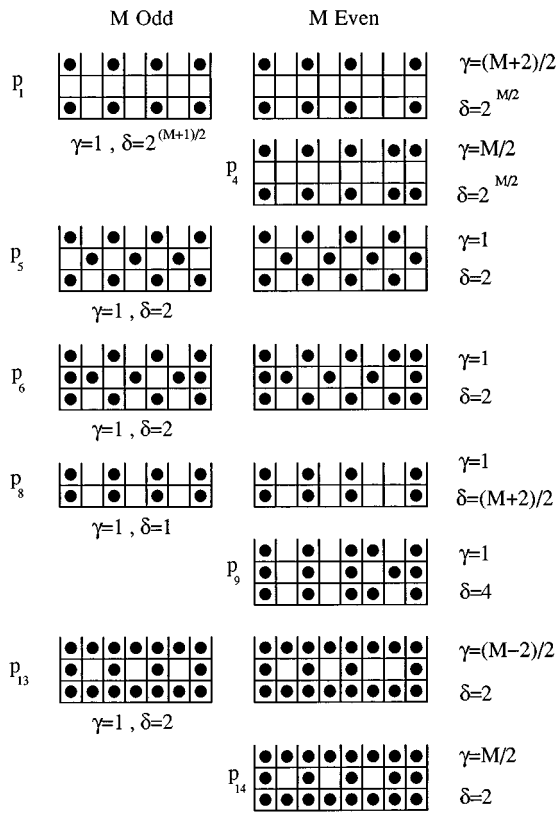 M Odd M Even
p₁ γ=(M+2)/2
δ=2^{M/2}
γ=1 , δ=2^{(M+1)/2}
p₄ γ=M/2
δ=2^{M/2}
p₅ γ=1
δ=2
γ=1 , δ=2
p₆ γ=1
δ=2
γ=1 , δ=2
p₈ γ=1
δ=(M+2)/2
γ=1 , δ=1
p₉ γ=1
δ=4
p₁₃ γ=(M−2)/2
δ=2
γ=1 , δ=2
p₁₄ γ=M/2
δ=2